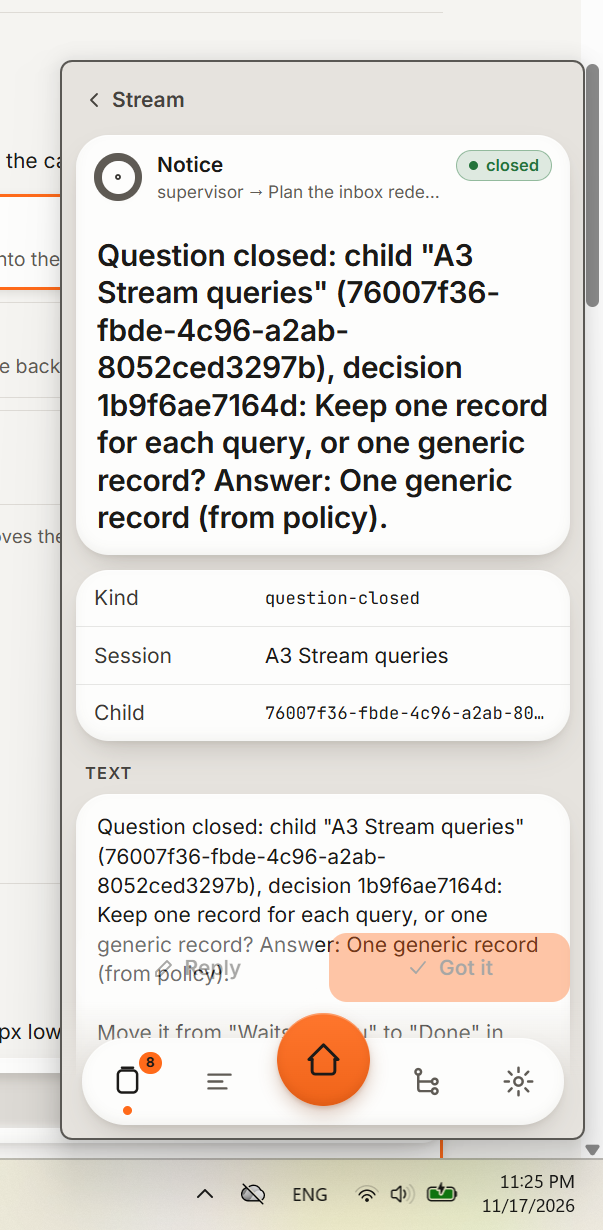 Stream
the ca
Notice
closed
supervisor → Plan the inbox rede...
Question closed: child "A3
Stream queries" (76007f36-
fbde-4c96-a2ab-
8052ced3297b), decision
1b9f6ae7164d: Keep one record
for each query, or one generic
record? Answer: One generic
record (from policy).
nto the
e back
oves the
Kind
question-closed
Session
A3 Stream queries
Child
76007f36-fbde-4c96-a2ab-80…
TEXT
Question closed: child "A3 Stream queries"
(76007f36-fbde-4c96-a2ab-
8052ced3297b), decision 1b9f6ae7164d:
Keep one record for each query, or one
generic record? Answer: One generic record
(from policy).
Reply
Got it
px low
Move it from "Waits u" to "Done" in
8
ENG
11:25 PM
11/17/2026